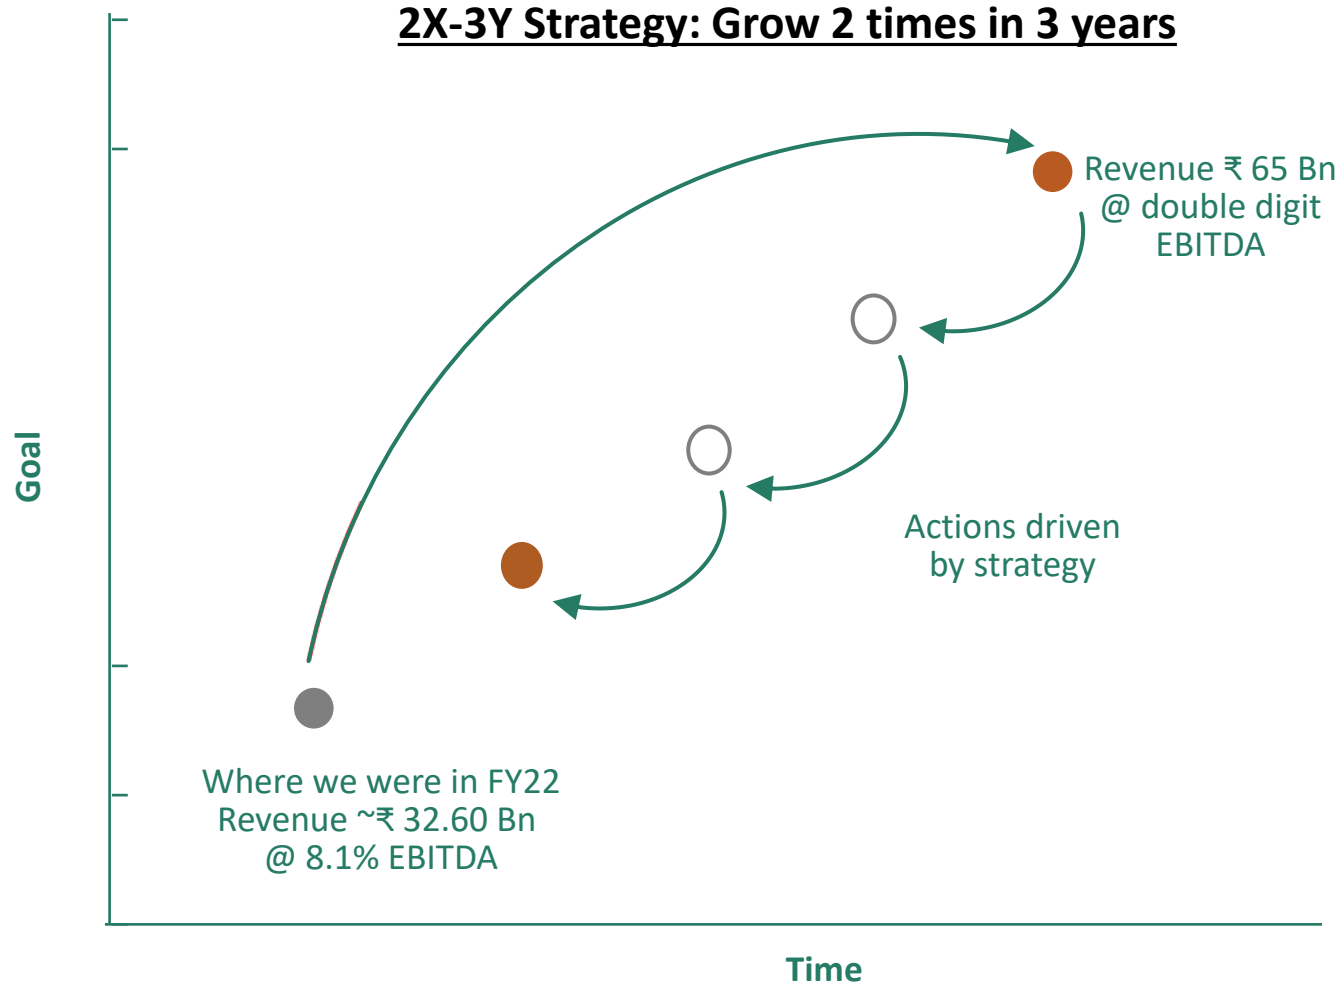 2X-3Y Strategy: Grow 2 times in 3 years
Revenue ₹ 65 Bn
@ double digit
EBITDA
Goal
Actions driven
by strategy
Where we were in FY22
Revenue ~₹ 32.60 Bn
@ 8.1% EBITDA
Time